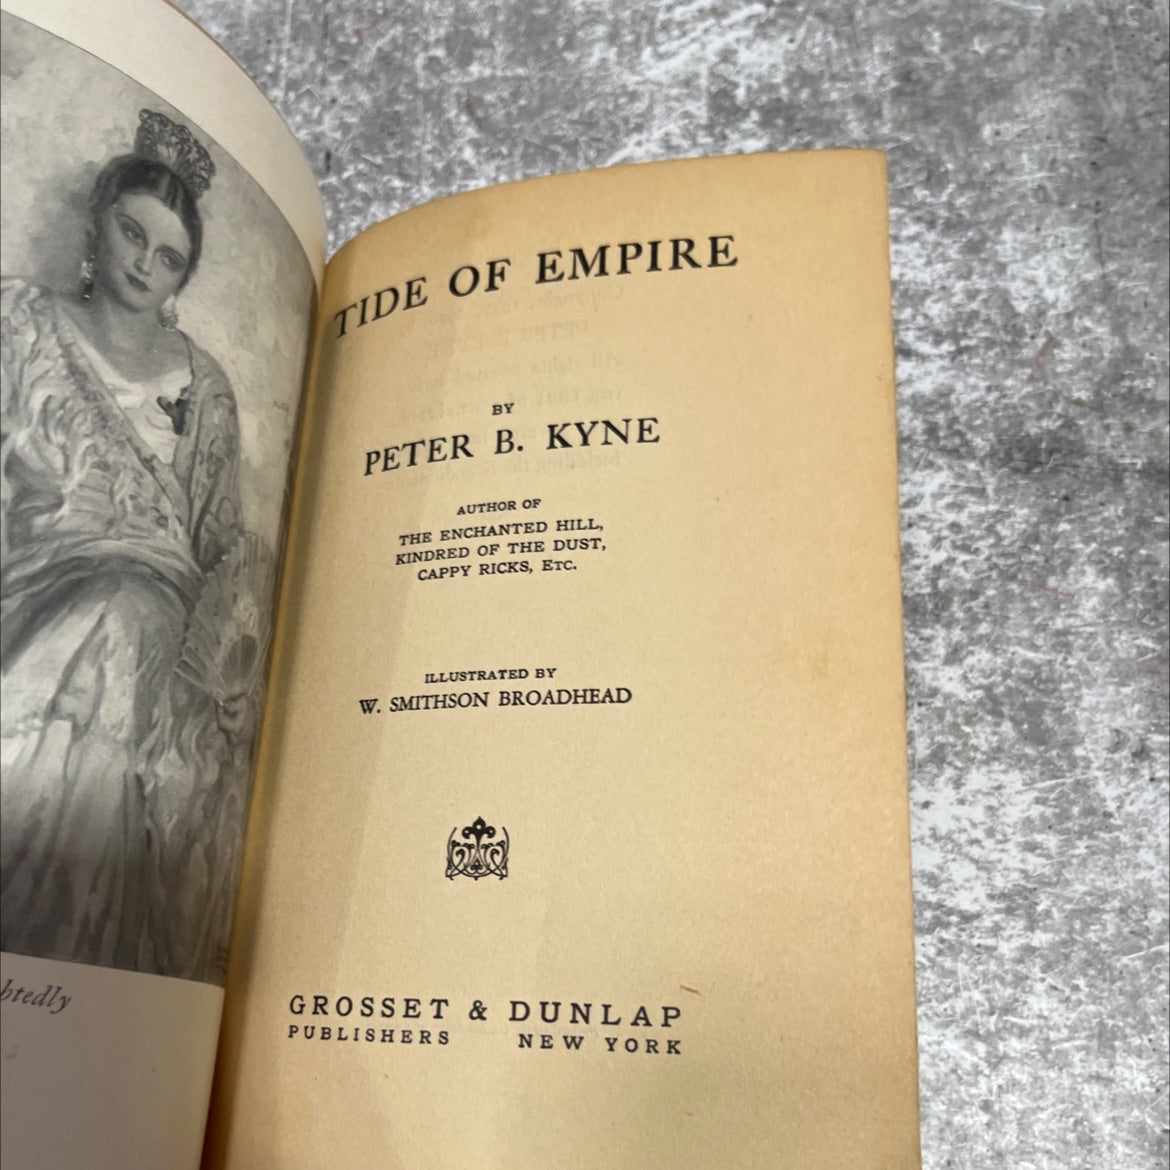 btedly
TIDE OF EMPIRE
BY
PETER B. KYNE
AUTHOR OF
THE ENCHANTED HILL,
KINDRED OF THE DUST,
CAPPY RICKS, ETC.
ILLUSTRATED BY
W. SMITHSON BROADHEAD
GROSSET & DUNLAP
PUBLISHERS NEW YORK